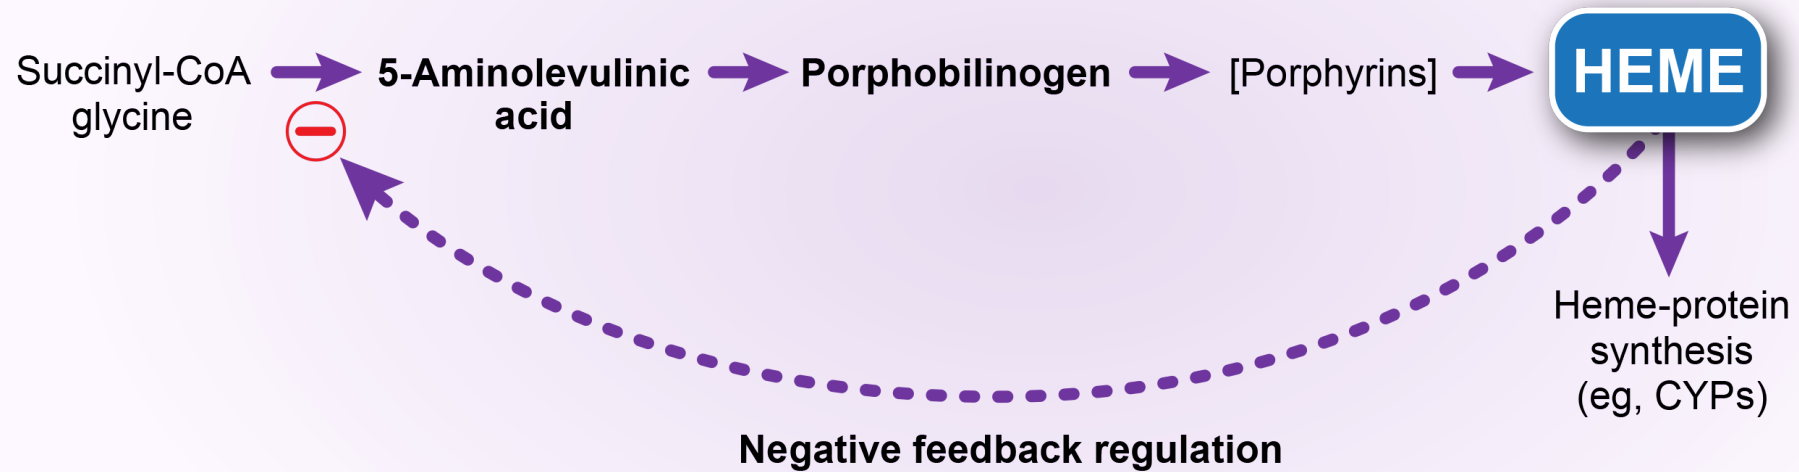 Succinyl-CoA
glycine
5-Aminolevulinic
acid
Porphobilinogen
[Porphyrins]
HEME
Heme-protein
synthesis
(eg, CYPs)
Negative feedback regulation